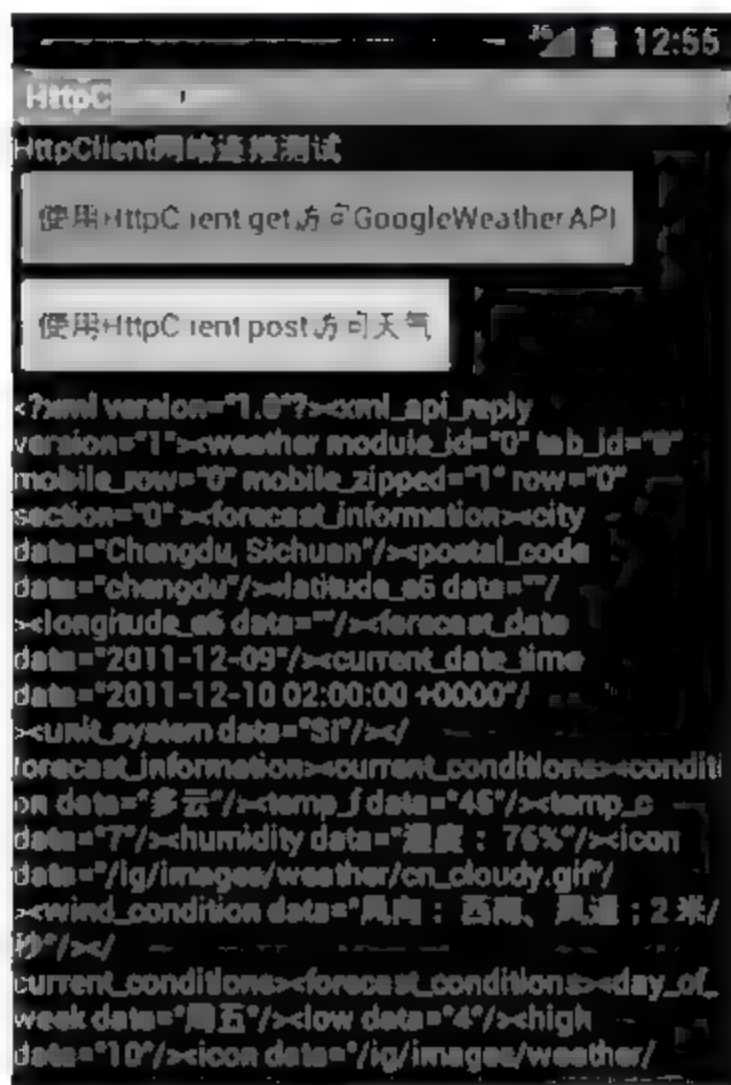 12:55
HttpC
HttpClient网络连接测试
使用HttpClient get访问GoogleWeatherAPI
使用HttpClient post访问天气
<?xml version="1.0"?><xml_api_reply
version="1"><weather module_id="0" tab_id="0"
mobile_row="0" mobile_zipped="1" row="0"
section="0" ><forecast_information><city
data="Chengdu, Sichuan"/><postal_code
data="chengdu"/><latitude_e6 data=""/
><longitude_e6 data=""/><forecast_date
data="2011-12-09"/><current_date_time
data="2011-12-10 02:00:00 +0000"/
><unit_system data="SI"/></
forecast_information><current_conditions><conditi
on data="多云"/><temp_f data="45"/><temp_c
data="7"/><humidity data="湿度： 76%"/><icon
data="/ig/images/weather/cn_cloudy.gif"/
><wind_condition data="风向： 西南、风速：2 米/
秒"/></
current_conditions><forecast_conditions><day_of_
week data="周五"/><low data="4"/><high
data="10"/><icon data="/ig/images/weather/